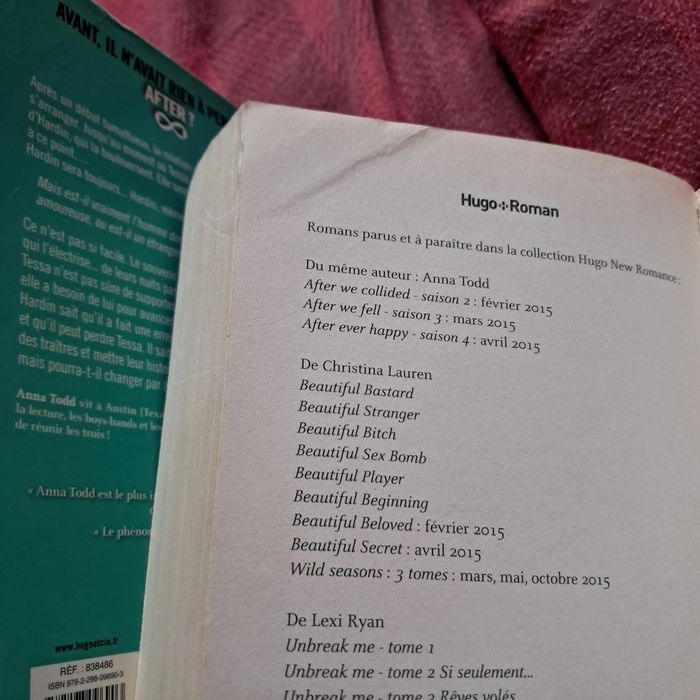 AVANT, IL N'AVAIT RIEN À
AFTER ?
Après un début tumultueux, la relation
s'arranger. Jusqu'au moment où Tessa
d'Hardin, qui la bouleversent. Elle
à ce point...
Hardin sera toujours... Hardin,
Mais est-il vraiment l'homme
amoureuse, ou est-il un étranger
Ce n'est pas si facile. Le
qui l'électrise... de leurs nuits
Tessa n'est pas sûre de
elle a besoin de lui pour
Hardin sait qu'il a fait une
et qu'il peut perdre Tessa. Il
des traîtres et mettre leur
mais pourra-t-il changer par
Anna Todd vit à Austin
la lecture, les boys-bands et
de réunir les trois !
« Anna Todd est le plus
« Le
www.hugoetcie.fr
RÉF. : 838486
ISBN 978-2-298-09690-3
Hugo Roman
Romans parus et à paraître dans la collection Hugo New Romance :
Du même auteur : Anna Todd
After we collided - saison 2 : février 2015
After we fell - saison 3 : mars 2015
After ever happy - saison 4 : avril 2015
De Christina Lauren
Beautiful Bastard
Beautiful Stranger
Beautiful Bitch
Beautiful Sex Bomb
Beautiful Player
Beautiful Beginning
Beautiful Beloved : février 2015
Beautiful Secret : avril 2015
Wild seasons : 3 tomes : mars, mai, octobre 2015
De Lexi Ryan
Unbreak me - tome 1
Unbreak me - tome 2 Si seulement...
Unbreak me - tome 3 Rêves volés